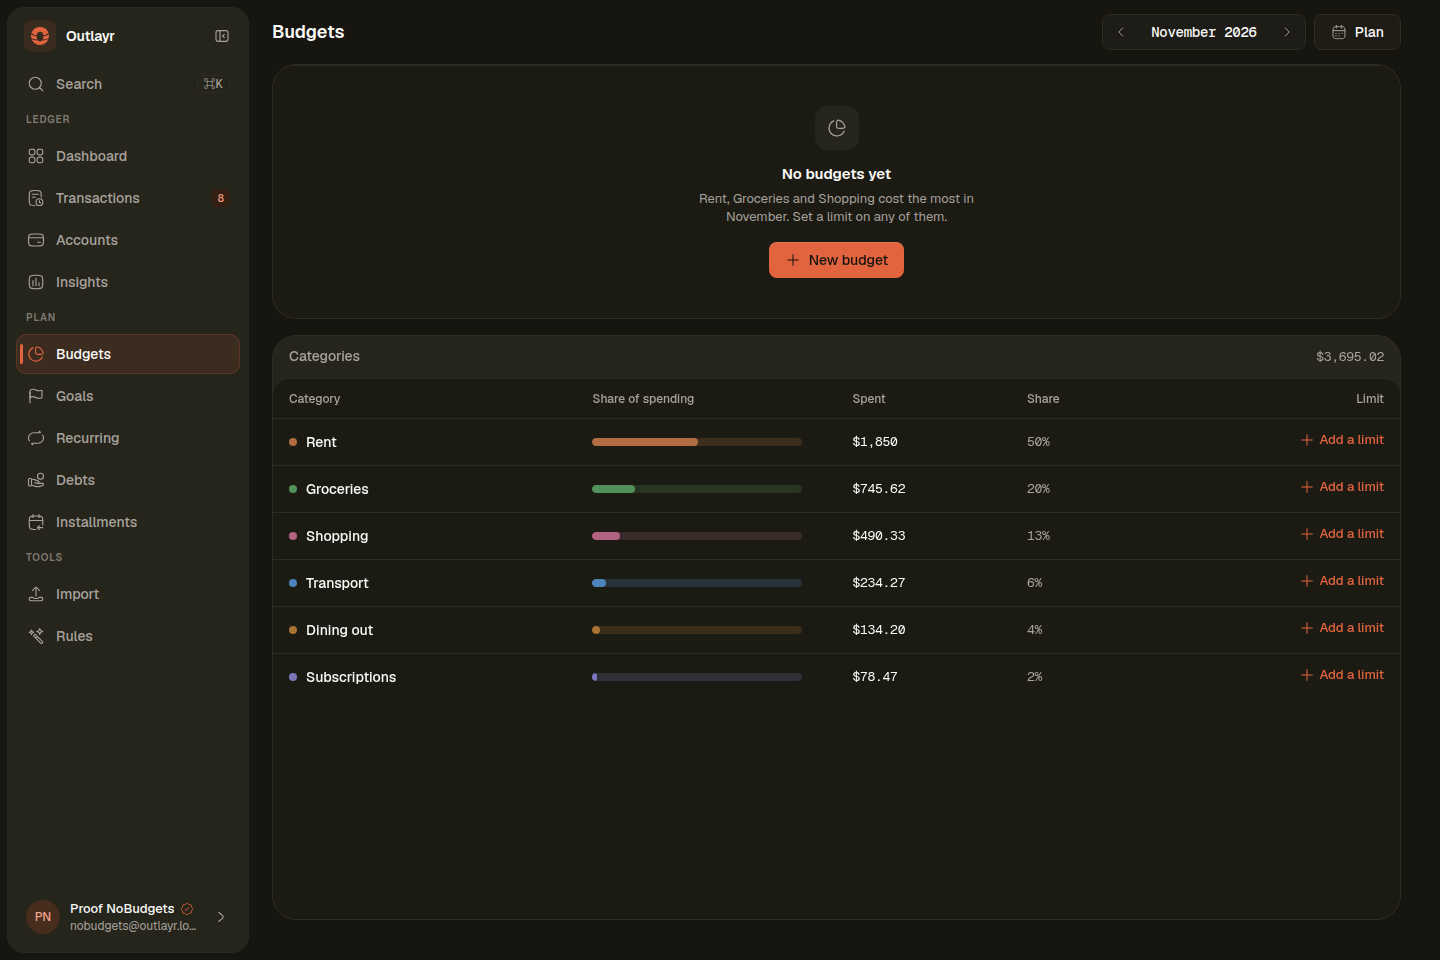 Outlayr
Search ⌘K
LEDGER
Dashboard
Transactions 8
Accounts
Insights
PLAN
Budgets
Goals
Recurring
Debts
Installments
TOOLS
Import
Rules
PN
Proof NoBudgets
nobudgets@outlayr.lo...
Budgets
November 2026
Plan
No budgets yet
Rent, Groceries and Shopping cost the most in
November. Set a limit on any of them.
New budget
Categories $3,695.02
Category Share of spending Spent Share Limit
Rent $1,850 50% Add a limit
Groceries $745.62 20% Add a limit
Shopping $490.33 13% Add a limit
Transport $234.27 6% Add a limit
Dining out $134.20 4% Add a limit
Subscriptions $78.47 2% Add a limit